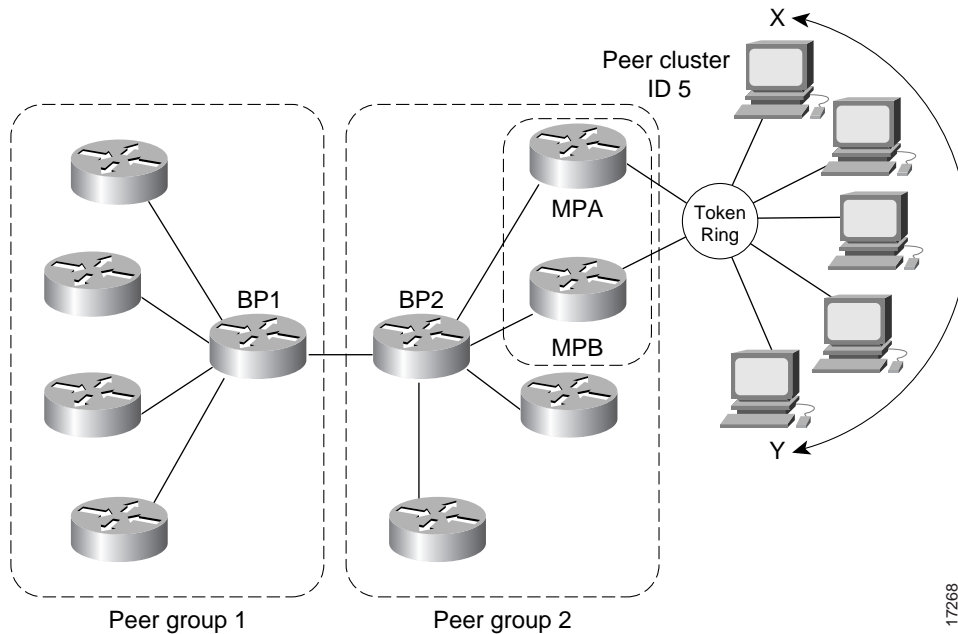 X
Peer cluster
ID 5
MPA
Token
Ring
BP1
BP2
MPB
Y
Peer group 1
Peer group 2
17268